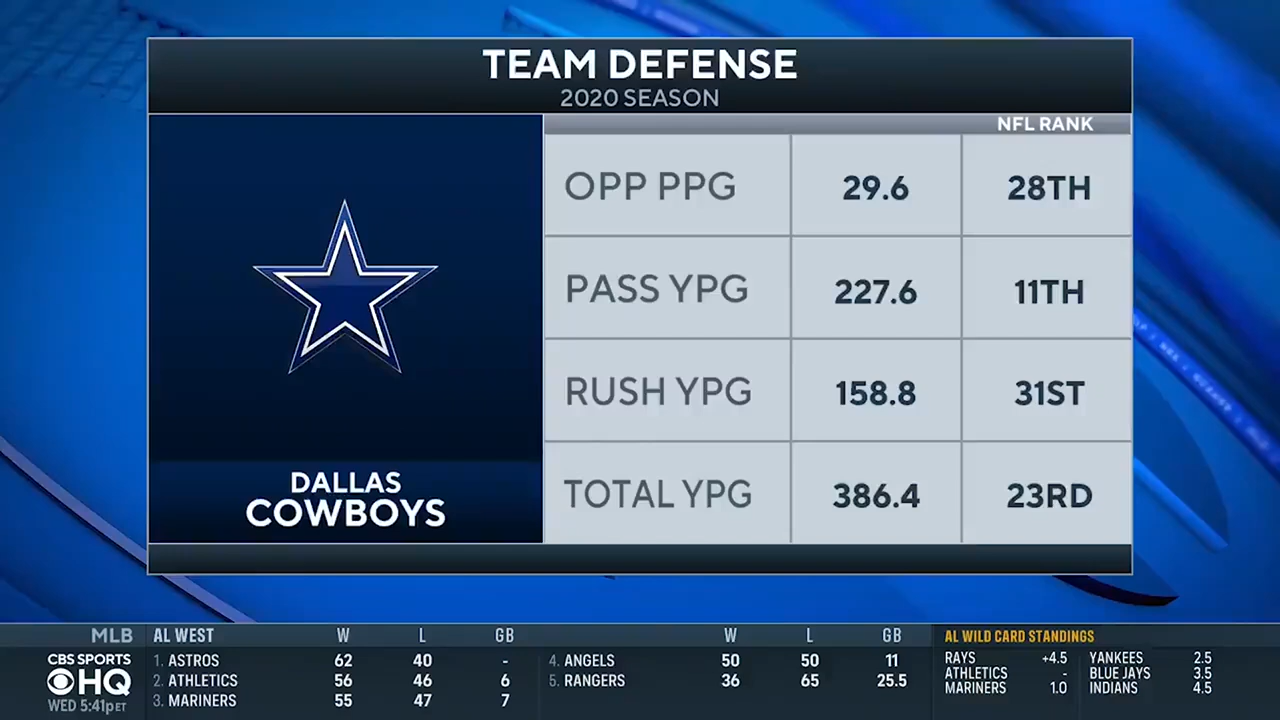 TEAM DEFENSE
2020 SEASON
NFL RANK
OPP PPG 29.6 28TH
PASS YPG 227.6 11TH
RUSH YPG 158.8 31ST
TOTAL YPG 386.4 23RD
DALLAS
COWBOYS
MLB
CBS SPORTS
HQ
WED 5:41PET
AL WEST W L GB
1. ASTROS 62 40 -
2. ATHLETICS 56 46 6
3. MARINERS 55 47 7
W L GB
4. ANGELS 50 50 11
5. RANGERS 36 65 25.5
AL WILD CARD STANDINGS
RAYS +4.5
ATHLETICS -
MARINERS 1.0
YANKEES 2.5
BLUE JAYS 3.5
INDIANS 4.5